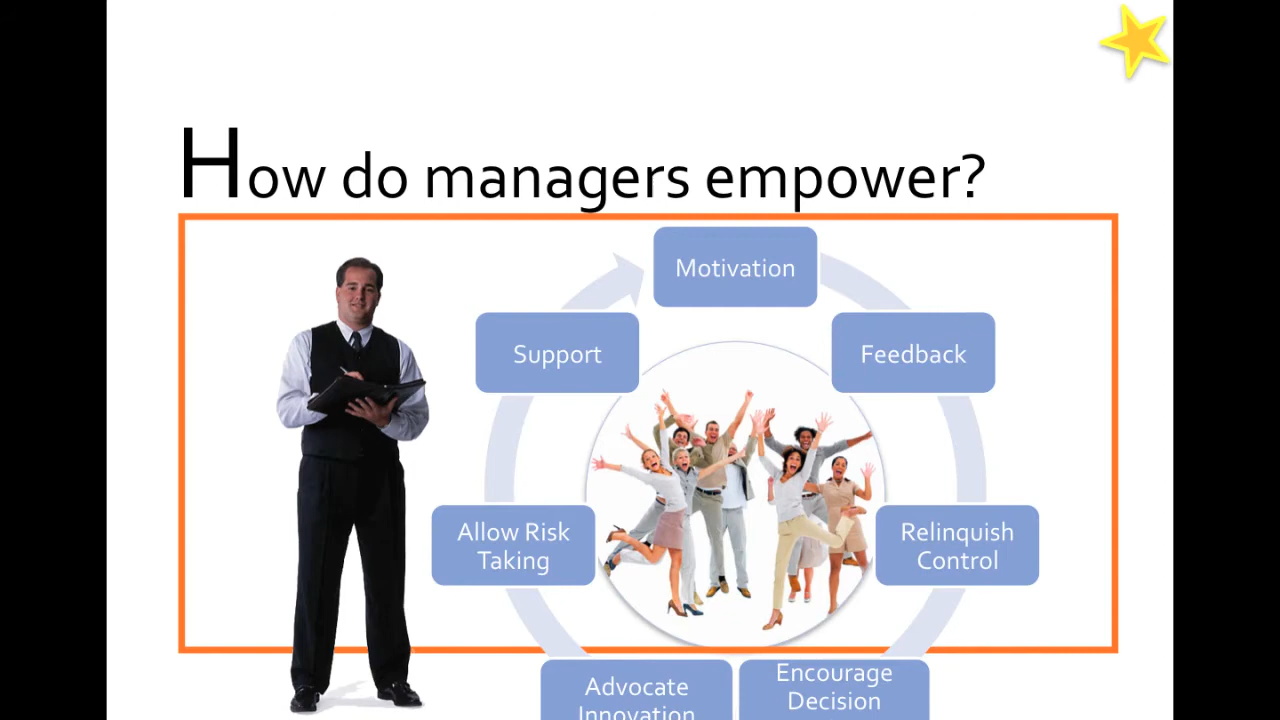 How do managers empower?
Motivation
Support
Feedback
Allow Risk
Taking
Relinquish
Control
Advocate
Innovation
Encourage
Decision